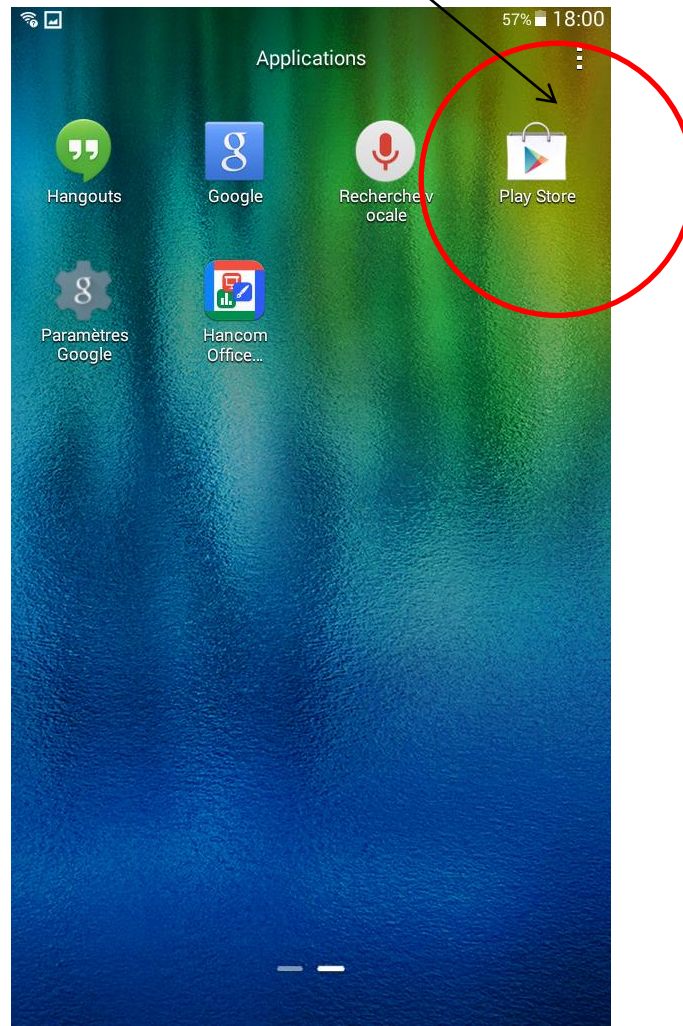 57% 18:00
Applications
Hangouts
Google
Recherche v
ocale
Play Store
Paramètres
Google
Hancom
Office...